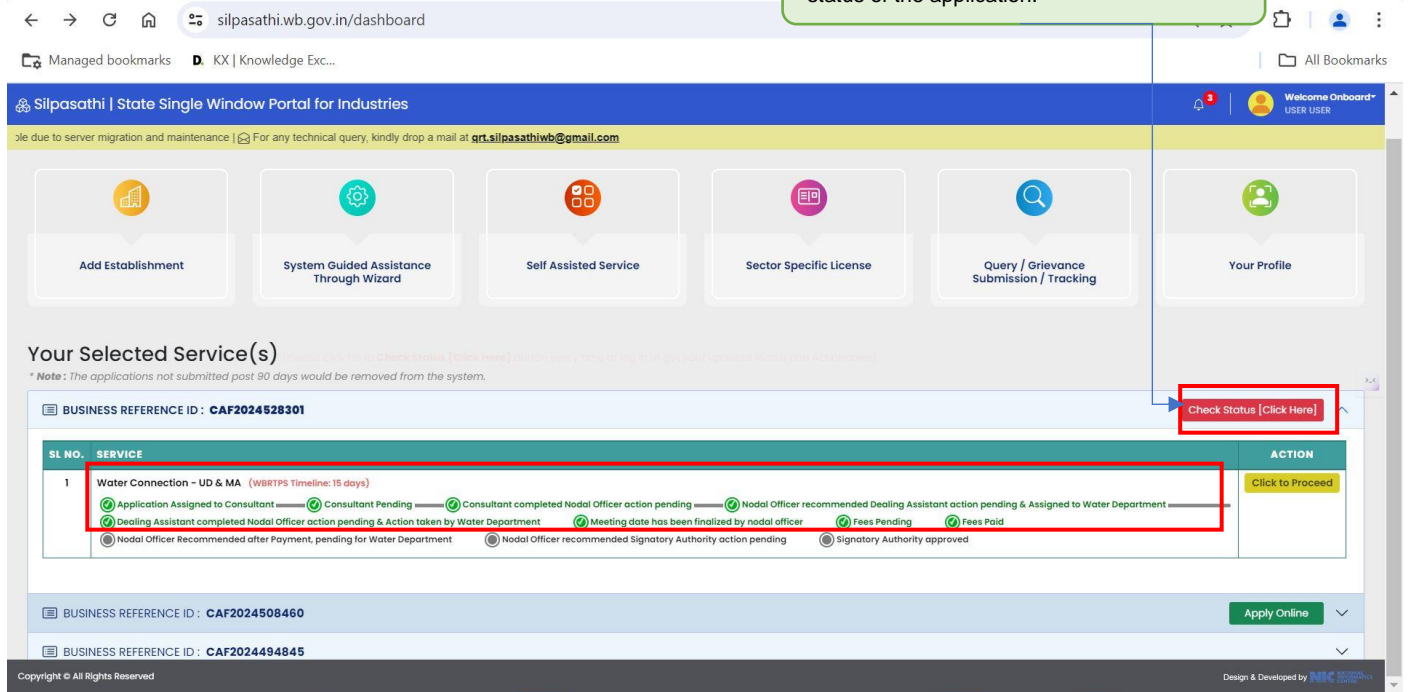 status of the application.
silpasathi.wb.gov.in/dashboard
Managed bookmarks D. KX | Knowledge Exc... All Bookmarks
Silpasathi | State Single Window Portal for Industries 3 Welcome Onboard
USER USER
ole due to server migration and maintenance | For any technical query, kindly drop a mail at qrt.silpasathiwb@gmail.com
Add Establishment
System Guided Assistance
Through Wizard
Self Assisted Service
Sector Specific License
Query / Grievance
Submission / Tracking
Your Profile
Your Selected Service(s)
* Note : The applications not submitted post 90 days would be removed from the system.
BUSINESS REFERENCE ID : CAF2024528301 Check Status [Click Here]
SL NO. SERVICE ACTION
1 Water Connection - UD & MA (WBRTPS Timeline: 15 days) Click to Proceed
Application Assigned to Consultant Consultant Pending Consultant completed Nodal Officer action pending Nodal Officer recommended Dealing Assistant action pending & Assigned to Water Department
Dealing Assistant completed Nodal Officer action pending & Action taken by Water Department Meeting date has been finalized by nodal officer Fees Pending Fees Paid
Nodal Officer Recommended after Payment, pending for Water Department Nodal Officer recommended Signatory Authority action pending Signatory Authority approved
BUSINESS REFERENCE ID : CAF2024508460 Apply Online
BUSINESS REFERENCE ID : CAF2024494845
Copyright © All Rights Reserved Design & Developed by NIC